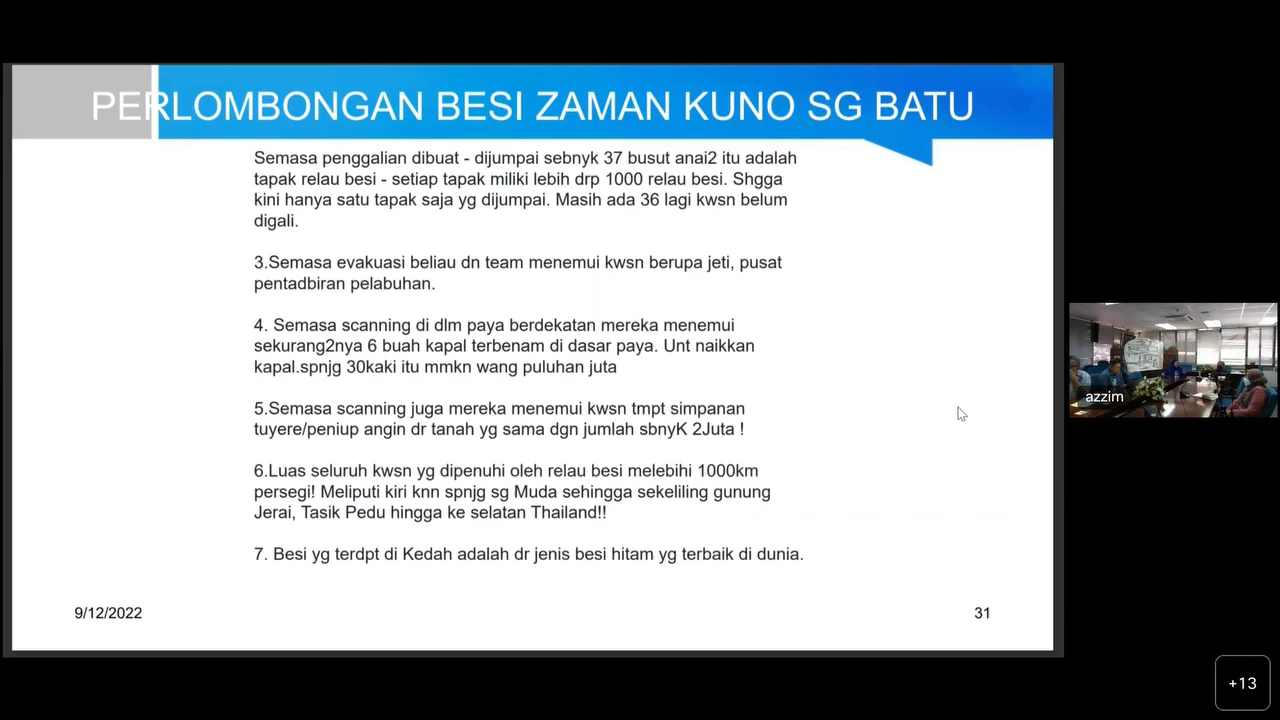 PERLOMBONGAN BESI ZAMAN KUNO SG BATU
Semasa penggalian dibuat - dijumpai sebnyk 37 busut anai2 itu adalah
tapak relau besi - setiap tapak miliki lebih drp 1000 relau besi. Shgga
kini hanya satu tapak saja yg dijumpai. Masih ada 36 lagi kwsn belum
digali.
3.Semasa evakuasi beliau dn team menemui kwsn berupa jeti, pusat
pentadbiran pelabuhan.
4. Semasa scanning di dlm paya berdekatan mereka menemui
sekurang2nya 6 buah kapal terbenam di dasar paya. Unt naikkan
kapal.spnjg 30kaki itu mmkn wang puluhan juta
5.Semasa scanning juga mereka menemui kwsn tmpt simpanan
tuyere/peniup angin dr tanah yg sama dgn jumlah sbnyK 2Juta !
6.Luas seluruh kwsn yg dipenuhi oleh relau besi melebihi 1000km
persegi! Meliputi kiri knn spnjg sg Muda sehingga sekeliling gunung
Jerai, Tasik Pedu hingga ke selatan Thailand!!
7. Besi yg terdpt di Kedah adalah dr jenis besi hitam yg terbaik di dunia.
9/12/2022
31
azzim
+13